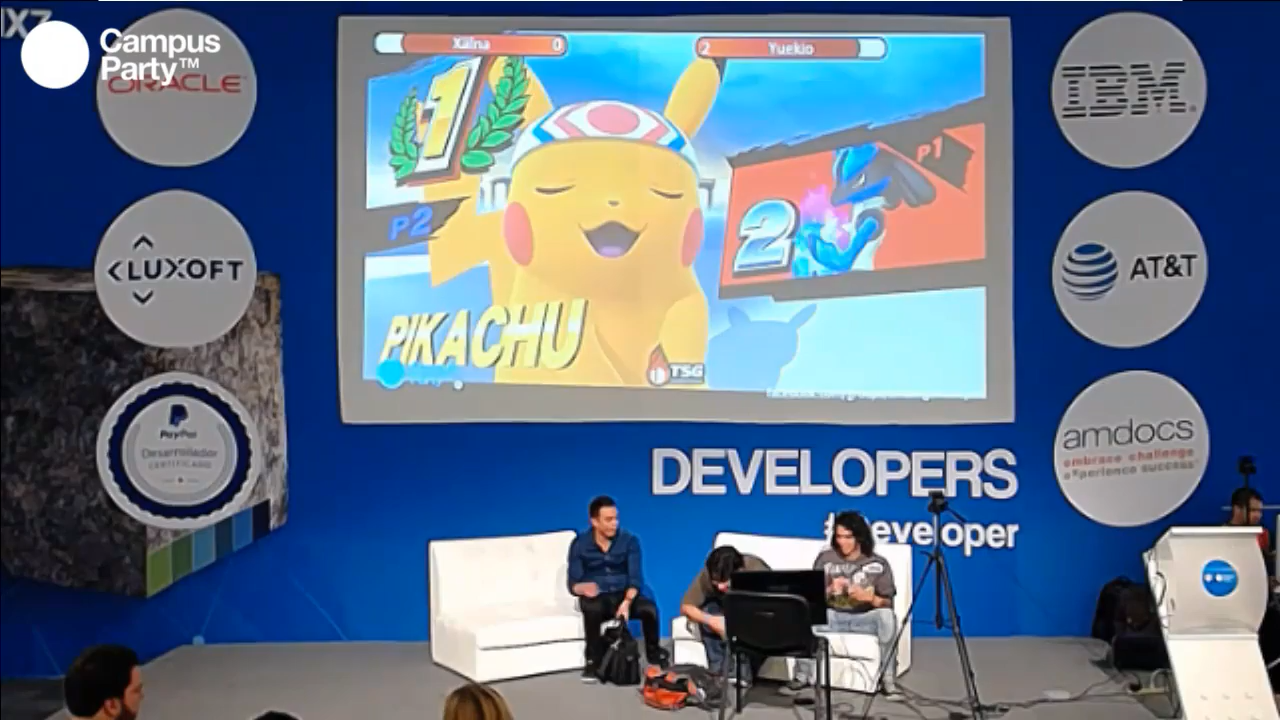 Campus
Party™
ORACLE
Xalna 0
2 Yuekio
1
P2
P1
2
PIKACHU
TSG
IBM
<LUXOFT
AT&T
PayPal
Desarrollador
CERTIFICADO
amdocs
embrace challenge
experience success
DEVELOPERS
#developer